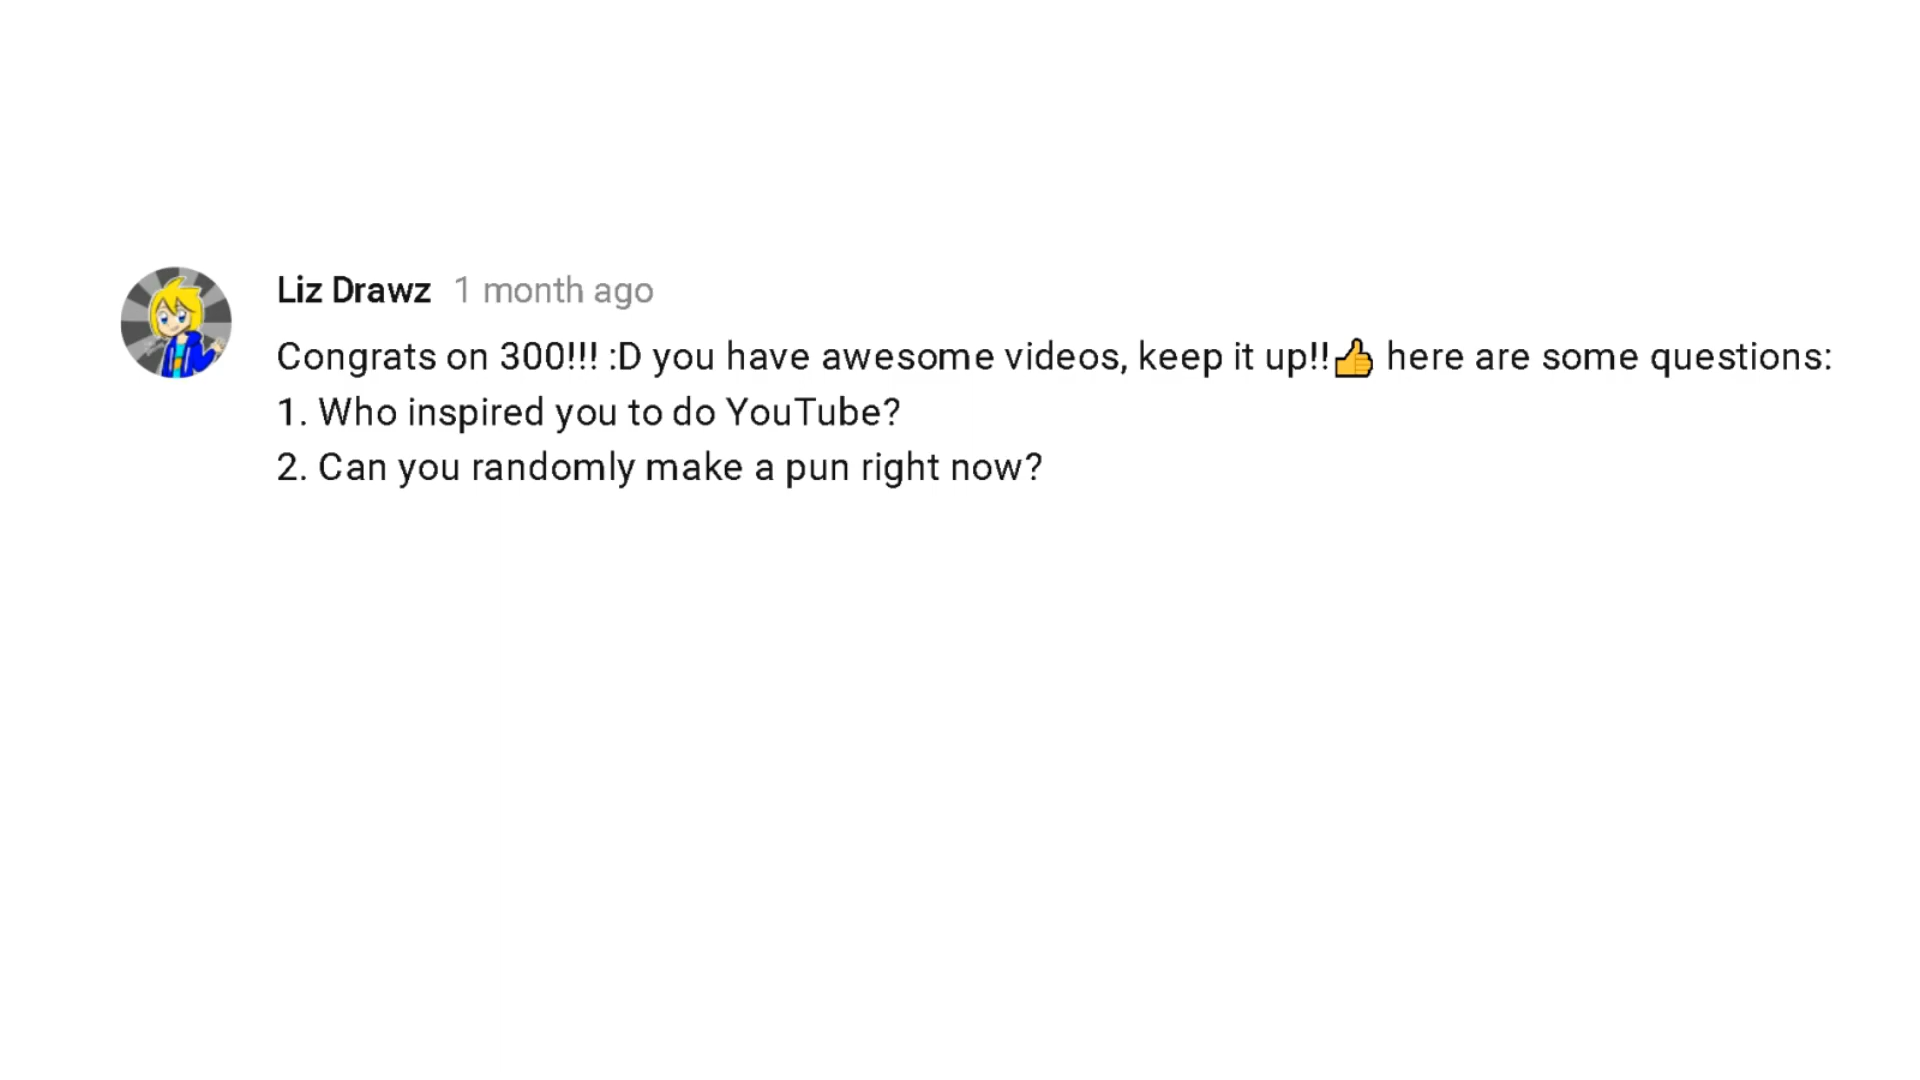 Liz Drawz 1 month ago
Congrats on 300!!! :D you have awesome videos, keep it up!!👍 here are some questions:
1. Who inspired you to do YouTube?
2. Can you randomly make a pun right now?